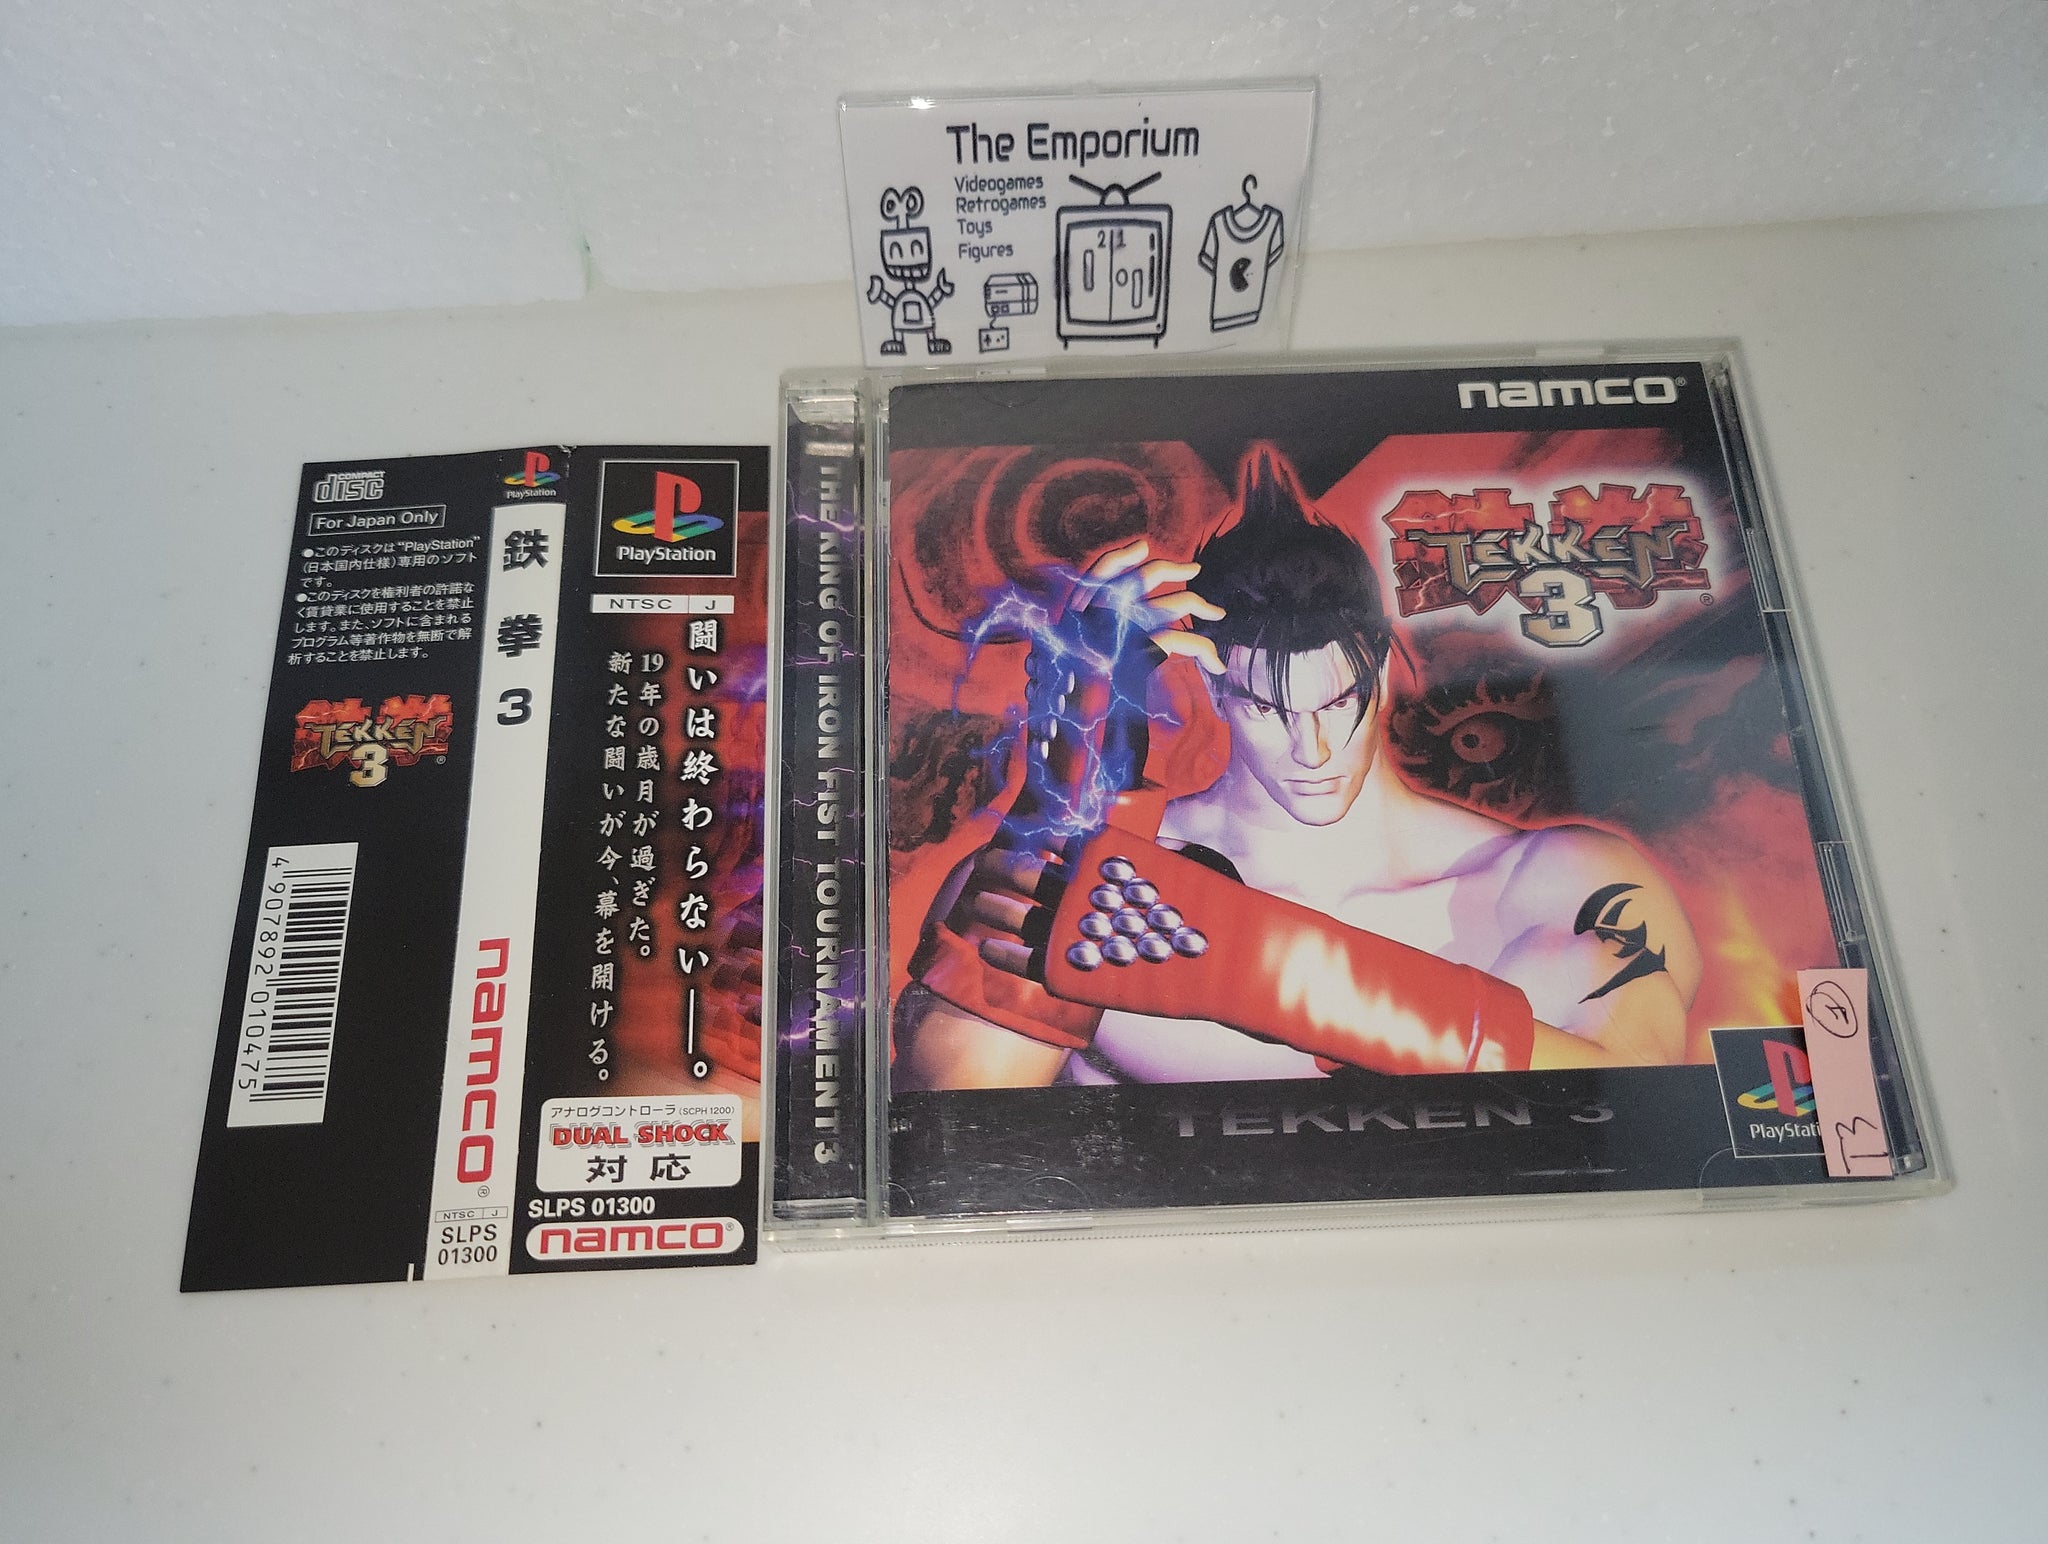 The Emporium
Videogames
Retrogames
Toys
Figures
2 1
COMPACT
disc
For Japan Only
●このディスクは"PlayStation"
(日本国内仕様)専用のソフト
です。
●このディスクを権利者の許諾な
く賃貸業に使用することを禁止
します。また、ソフトに含まれる
プログラム等著作物を無断で解
析することを禁止します。
TEKKEN
3
®
4 907892 010475
PlayStation
鉄拳3
namco
®
NTSC J
SLPS
01300
PlayStation
NTSC J
闘いは終わらない——。
19年の歳月が過ぎた。
新たな闘いが今、幕を開ける。
アナログコントローラ(SCPH 1200)
DUAL SHOCK
対応
SLPS 01300
namco®
THE KING OF IRON FIST TOURNAMENT 3
namco®
TEKKEN
3
®
TEKKEN 3
PlayStati
F
T3